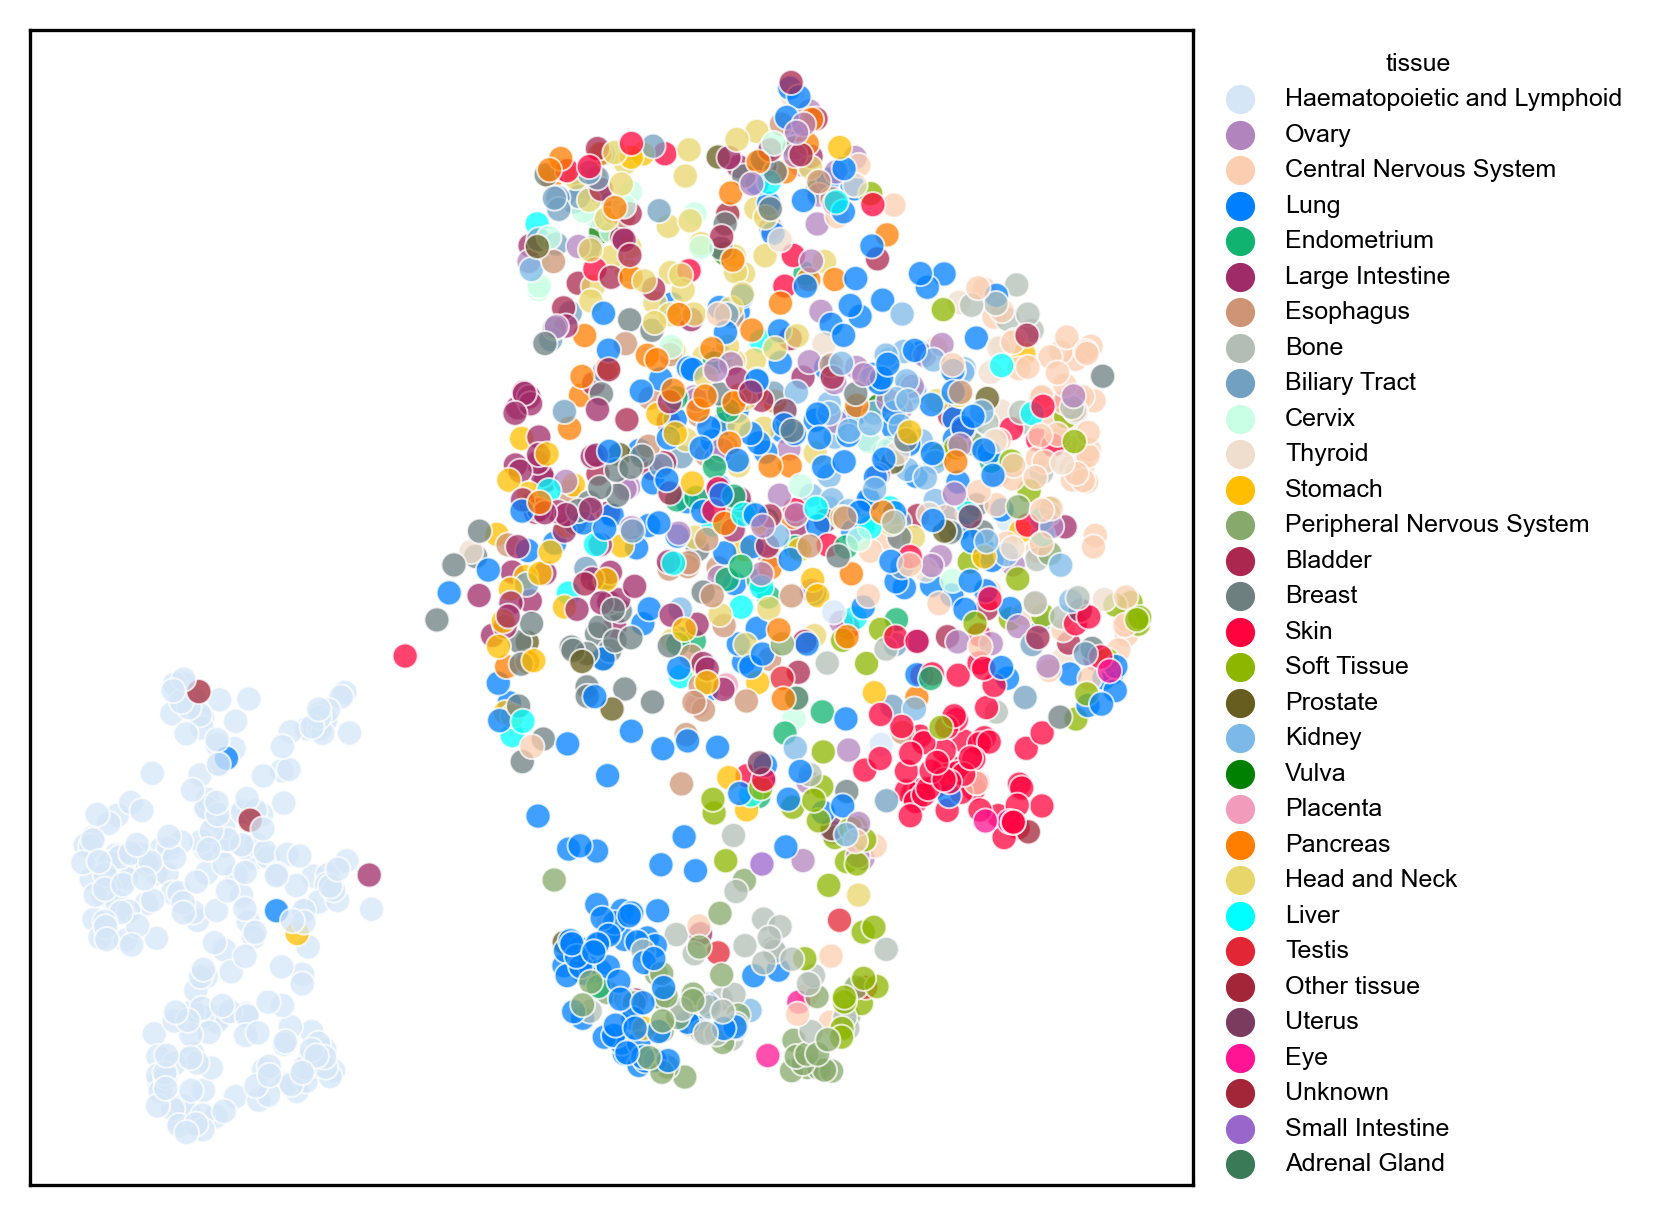 tissue
Haematopoietic and Lymphoid
Ovary
Central Nervous System
Lung
Endometrium
Large Intestine
Esophagus
Bone
Biliary Tract
Cervix
Thyroid
Stomach
Peripheral Nervous System
Bladder
Breast
Skin
Soft Tissue
Prostate
Kidney
Vulva
Placenta
Pancreas
Head and Neck
Liver
Testis
Other tissue
Uterus
Eye
Unknown
Small Intestine
Adrenal Gland